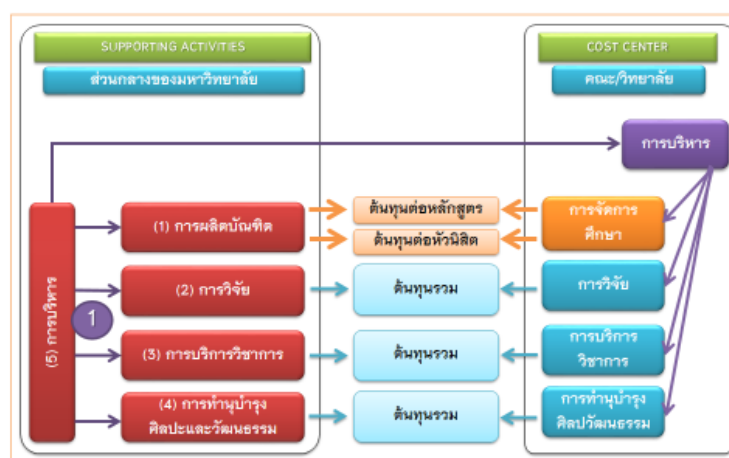 SUPPORTING ACTIVITIES
ส่วนกลางของมหาวิทยาลัย
COST CENTER
คณะ/วิทยาลัย
การบริหาร
(5) การบริหาร
1
(1) การผลิตบัณฑิต
ต้นทุนต่อหลักสูตร
ต้นทุนต่อหัวนิสิต
การจัดการ
ศึกษา
(2) การวิจัย
ต้นทุนรวม
การวิจัย
(3) การบริการวิชาการ
ต้นทุนรวม
การบริการ
วิชาการ
(4) การทำนุบำรุง
ศิลปะและวัฒนธรรม
ต้นทุนรวม
การทำนุบำรุง
ศิลปวัฒนธรรม